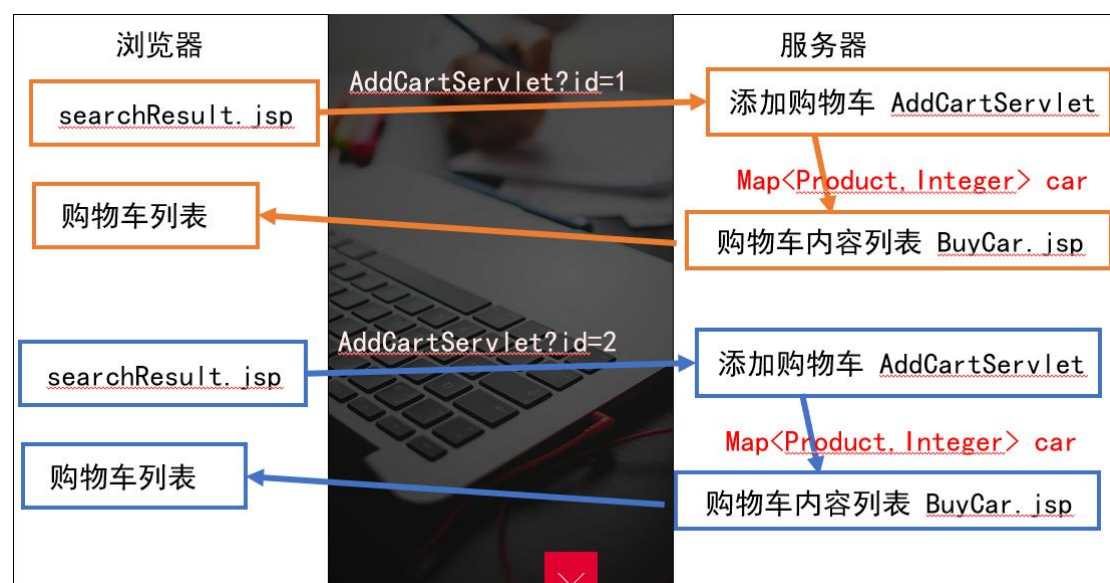 浏览器
服务器
AddCartServlet?id=1
searchResult.jsp
添加购物车 AddCartServlet
Map<Product,Integer> car
购物车列表
购物车内容列表 BuyCar.jsp
AddCartServlet?id=2
searchResult.jsp
添加购物车 AddCartServlet
Map<Product,Integer> car
购物车列表
购物车内容列表 BuyCar.jsp